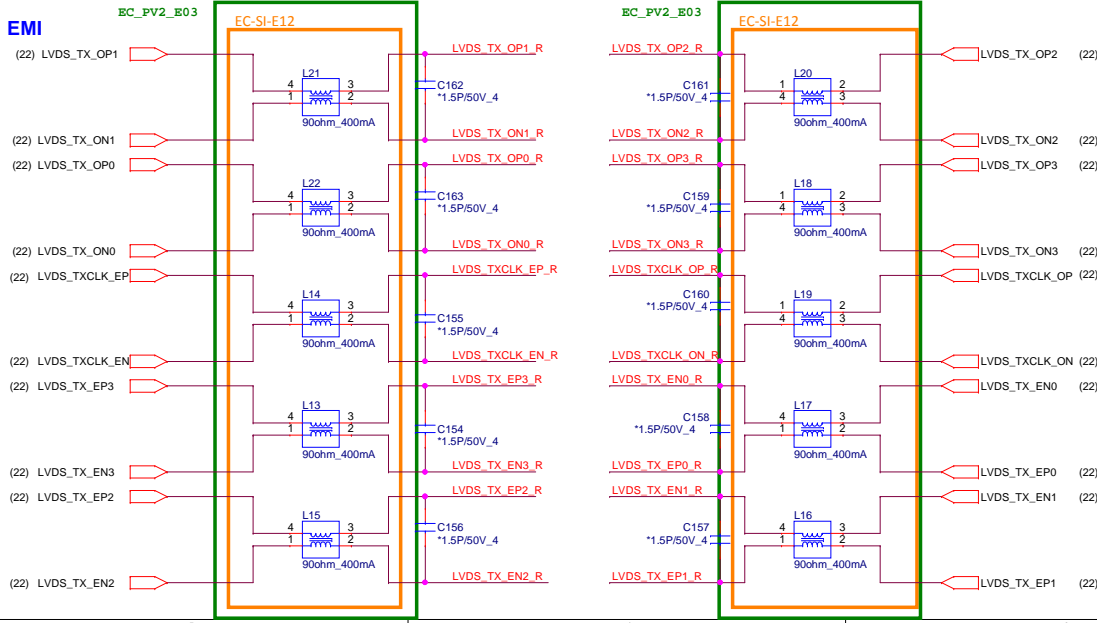 EMI
EC_PV2_E03
EC-SI-E12
(22) LVDS_TX_OP1
L21
4 3
1 2
90ohm_400mA
LVDS_TX_OP1_R
C162
*1.5P/50V_4
(22) LVDS_TX_ON1
LVDS_TX_ON1_R
(22) LVDS_TX_OP0
L22
4 3
1 2
90ohm_400mA
LVDS_TX_OP0_R
C163
*1.5P/50V_4
(22) LVDS_TX_ON0
LVDS_TX_ON0_R
(22) LVDS_TXCLK_EP
L14
4 3
1 2
90ohm_400mA
LVDS_TXCLK_EP_R
C155
*1.5P/50V_4
(22) LVDS_TXCLK_EN
LVDS_TXCLK_EN_R
(22) LVDS_TX_EP3
L13
4 3
1 2
90ohm_400mA
LVDS_TX_EP3_R
C154
*1.5P/50V_4
(22) LVDS_TX_EN3
LVDS_TX_EN3_R
(22) LVDS_TX_EP2
L15
4 3
1 2
90ohm_400mA
LVDS_TX_EP2_R
C156
*1.5P/50V_4
(22) LVDS_TX_EN2
LVDS_TX_EN2_R
EC_PV2_E03
EC-SI-E12
LVDS_TX_OP2_R
C161
*1.5P/50V_4
L20
1 2
4 3
90ohm_400mA
LVDS_TX_OP2 (22)
LVDS_TX_ON2_R
LVDS_TX_ON2 (22)
LVDS_TX_OP3_R
C159
*1.5P/50V_4
L18
1 2
4 3
90ohm_400mA
LVDS_TX_OP3 (22)
LVDS_TX_ON3_R
LVDS_TX_ON3 (22)
LVDS_TXCLK_OP_R
C160
*1.5P/50V_4
L19
1 2
4 3
90ohm_400mA
LVDS_TXCLK_OP (22)
LVDS_TXCLK_ON_R
LVDS_TXCLK_ON (22)
LVDS_TX_EN0_R
C158
*1.5P/50V_4
L17
4 3
1 2
90ohm_400mA
LVDS_TX_EN0 (22)
LVDS_TX_EP0_R
LVDS_TX_EP0 (22)
LVDS_TX_EN1_R
C157
*1.5P/50V_4
L16
4 3
1 2
90ohm_400mA
LVDS_TX_EN1 (22)
LVDS_TX_EP1_R
LVDS_TX_EP1 (22)